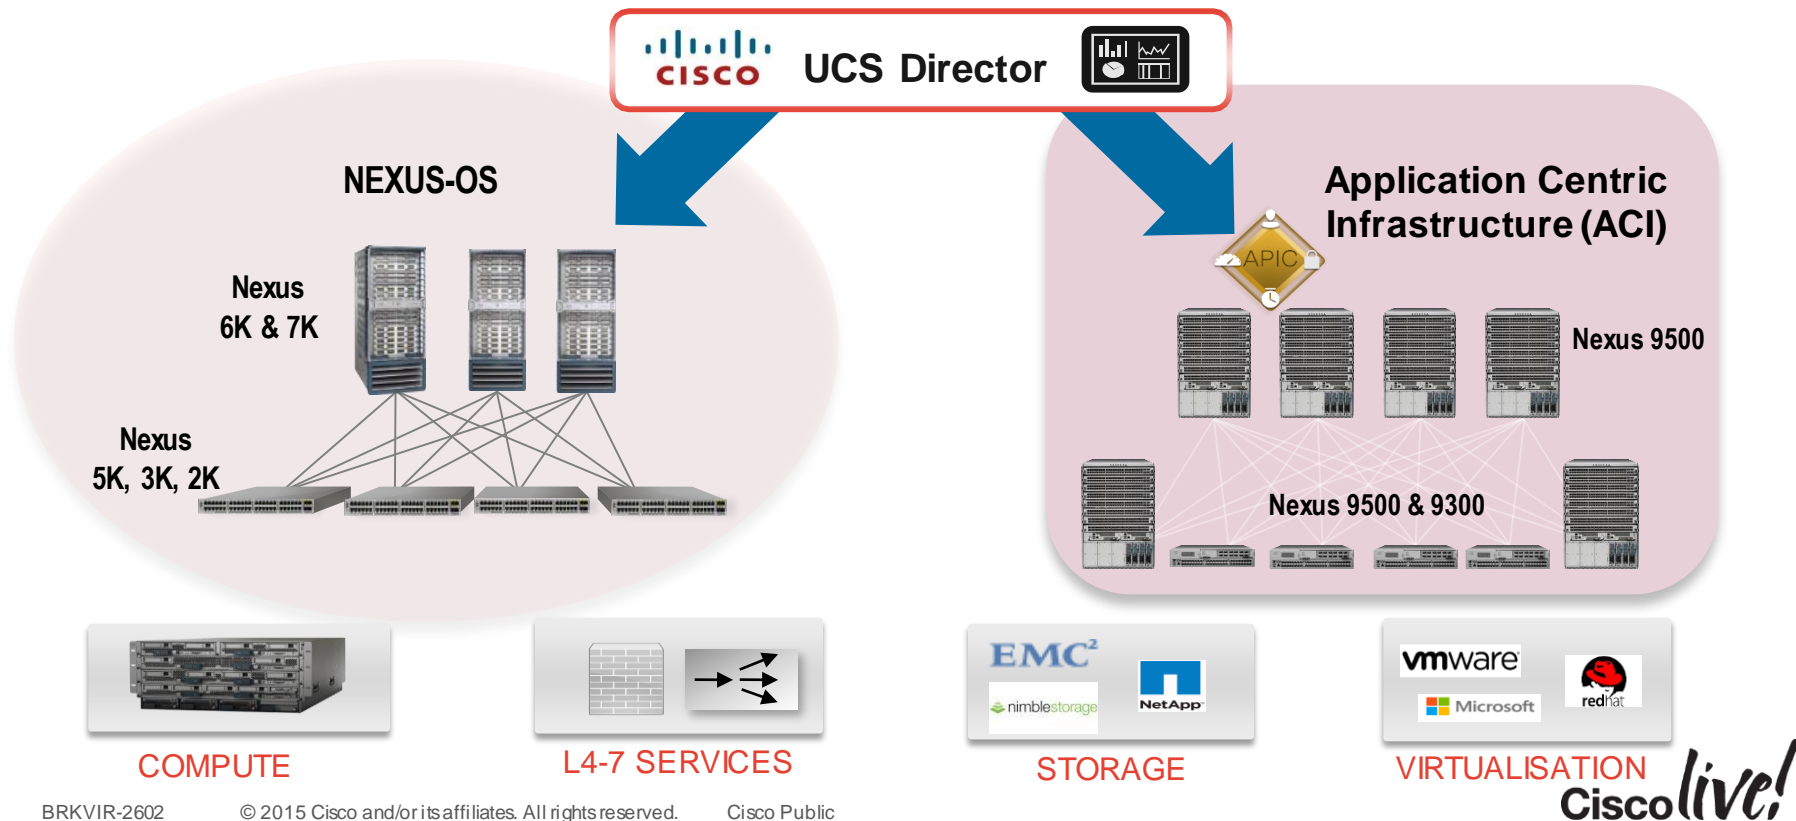 CISCO
UCS Director
NEXUS-OS
Application Centric
Infrastructure (ACI)
APIC
Nexus
6K & 7K
Nexus 9500
Nexus
5K, 3K, 2K
Nexus 9500 & 9300
EMC²
nimblestorage
NetApp
vmware
Microsoft
redhat
COMPUTE
L4-7 SERVICES
STORAGE
VIRTUALISATION
BRKVIR-2602
© 2015 Cisco and/or its affiliates. All rights reserved.
Cisco Public
Cisco live!